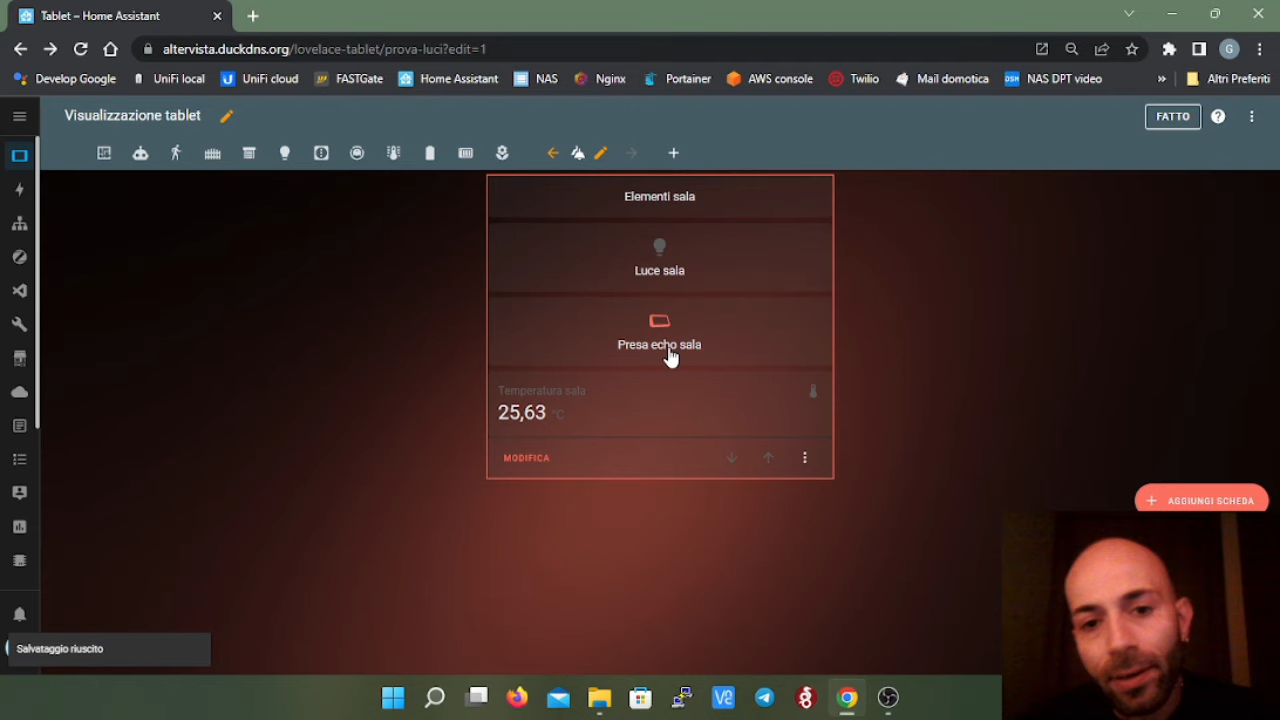 Tablet – Home Assistant
altervista.duckdns.org/lovelace-tablet/prova-luci?edit=1
G
Develop Google
UniFi local
UniFi cloud
FASTGate
Home Assistant
NAS
Nginx
Portainer
AWS console
Twilio
Mail domotica
DSM
NAS DPT video
»
Altri Preferiti
Visualizzazione tablet
FATTO
Elementi sala
Luce sala
Presa echo sala
Temperatura sala
25,63 °C
MODIFICA
AGGIUNGI SCHEDA
Salvataggio riuscito